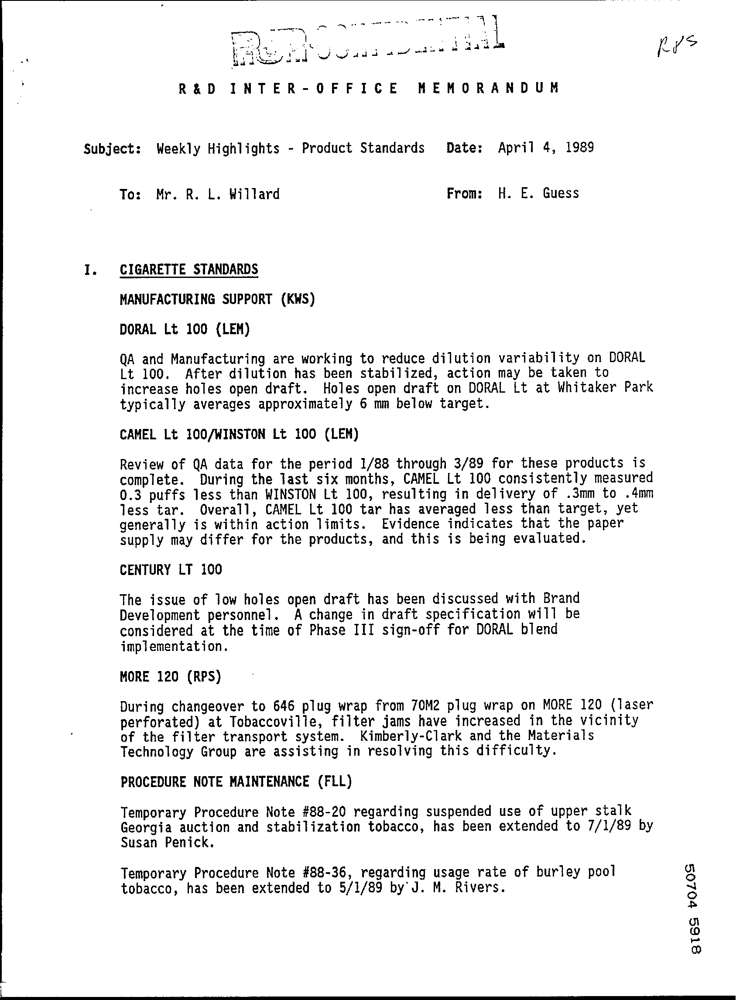 CONFIDENTIAL
RPS
R&D INTER-OFFICE MEMORANDUM
Subject: Weekly Highlights - Product Standards Date: April 4, 1989
To: Mr. R. L. Willard From: H. E. Guess
I. CIGARETTE STANDARDS
MANUFACTURING SUPPORT (KWS)
DORAL Lt 100 (LEM)
QA and Manufacturing are working to reduce dilution variability on DORAL
Lt 100. After dilution has been stabilized, action may be taken to
increase holes open draft. Holes open draft on DORAL Lt at Whitaker Park
typically averages approximately 6 mm below target.
CAMEL Lt 100/WINSTON Lt 100 (LEM)
Review of QA data for the period 1/88 through 3/89 for these products is
complete. During the last six months, CAMEL Lt 100 consistently measured
0.3 puffs less than WINSTON Lt 100, resulting in delivery of .3mm to .4mm
less tar. Overall, CAMEL Lt 100 tar has averaged less than target, yet
generally is within action limits. Evidence indicates that the paper
supply may differ for the products, and this is being evaluated.
CENTURY LT 100
The issue of low holes open draft has been discussed with Brand
Development personnel. A change in draft specification will be
considered at the time of Phase III sign-off for DORAL blend
implementation.
MORE 120 (RPS)
During changeover to 646 plug wrap from 70M2 plug wrap on MORE 120 (laser
perforated) at Tobaccoville, filter jams have increased in the vicinity
of the filter transport system. Kimberly-Clark and the Materials
Technology Group are assisting in resolving this difficulty.
PROCEDURE NOTE MAINTENANCE (FLL)
Temporary Procedure Note #88-20 regarding suspended use of upper stalk
Georgia auction and stabilization tobacco, has been extended to 7/1/89 by
Susan Penick.
Temporary Procedure Note #88-36, regarding usage rate of burley pool
tobacco, has been extended to 5/1/89 by J. M. Rivers.
50704 5918